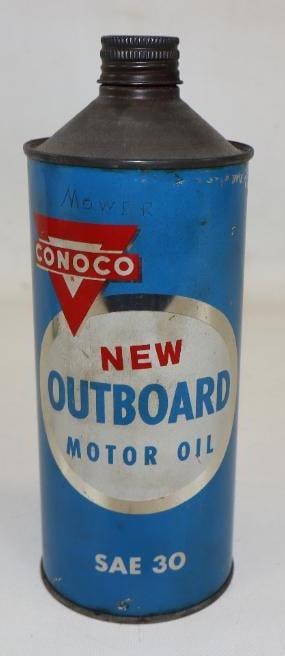 MOWER
CONOCO
NEW
OUTBOARD
MOTOR OIL
SAE 30